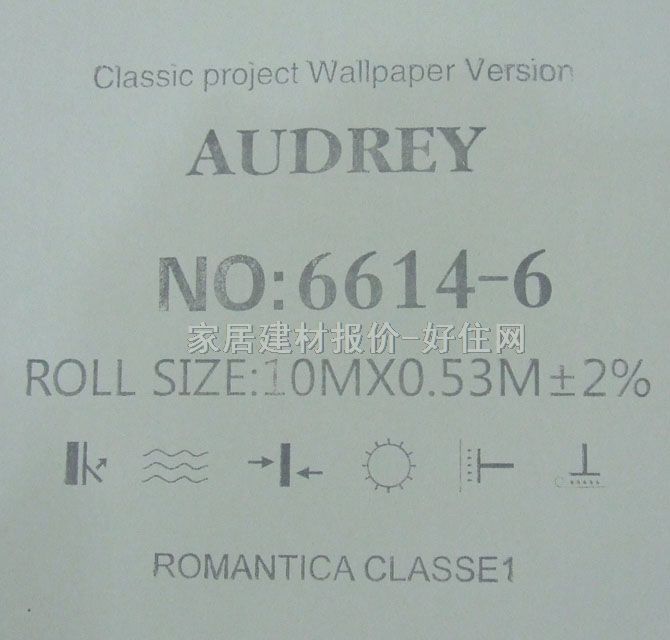 Classic project Wallpaper Version
AUDREY
NO:6614-6
家居建材报价-好住网
ROLL SIZE:10MX0.53M±2%
ROMANTICA CLASSE1